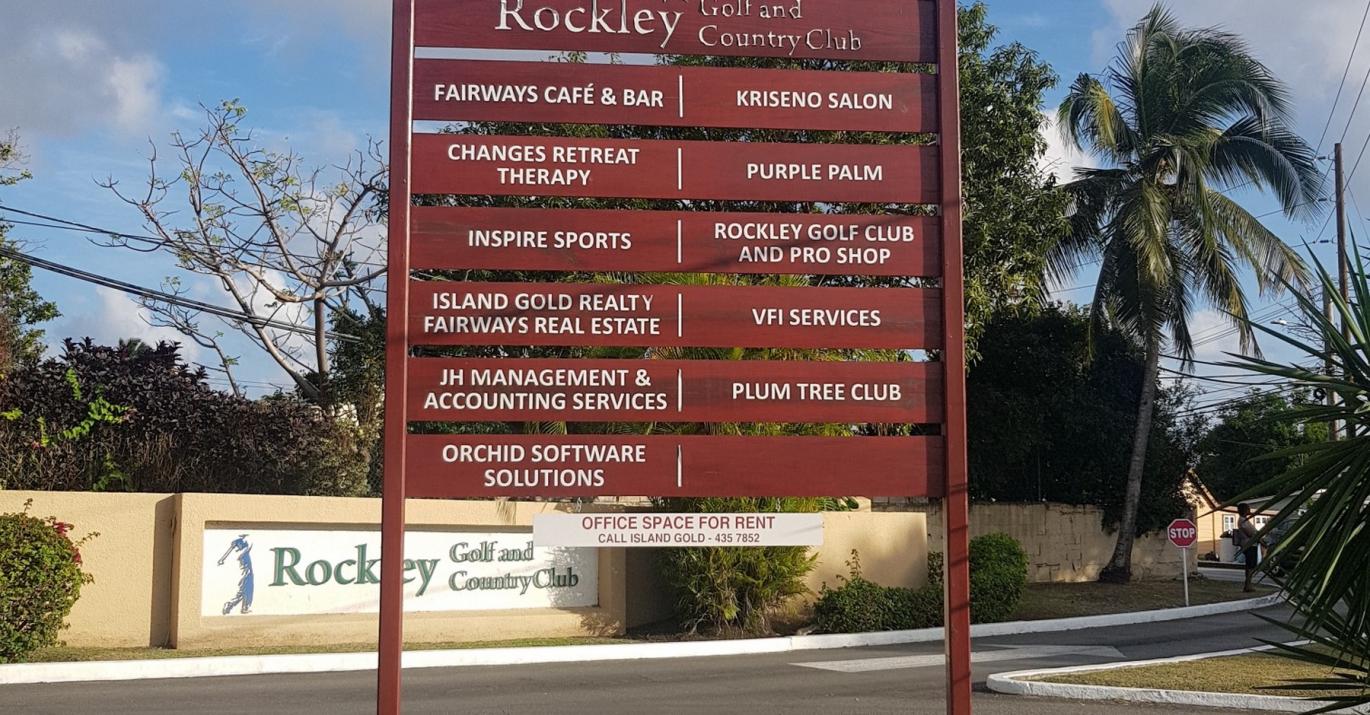 Rockley Golf and
Country Club
FAIRWAYS CAFÉ & BAR
KRISENO SALON
CHANGES RETREAT
THERAPY
PURPLE PALM
INSPIRE SPORTS
ROCKLEY GOLF CLUB
AND PRO SHOP
ISLAND GOLD REALTY
FAIRWAYS REAL ESTATE
VFI SERVICES
JH MANAGEMENT &
ACCOUNTING SERVICES
PLUM TREE CLUB
ORCHID SOFTWARE
SOLUTIONS
OFFICE SPACE FOR RENT
CALL ISLAND GOLD - 435 7852
Rockley Golf and
Country Club
STOP